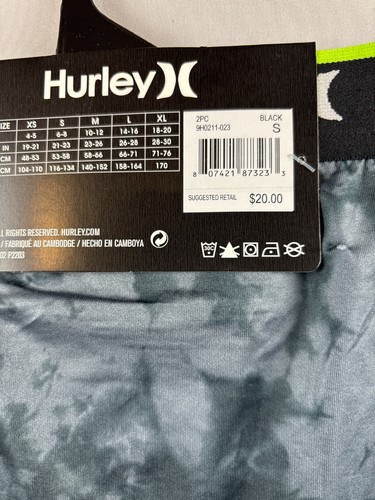 Hurley
SIZE XS S M L XL
4-5 6-8 10-12 14-16 18-20
IN 19-21 21-23 23-26 26-28 28-30
CM 48-53 53-58 58-66 66-71 71-76
CM 104-110 116-134 140-152 158-164 170
2PC BLACK
9H0211-023 S
8 07421 87323 3
SUGGESTED RETAIL $20.00
RIGHTS RESERVED. HURLEY.COM
/ FABRIQUÉ AU CAMBODGE / HECHO EN CAMBOYA
02 P2203